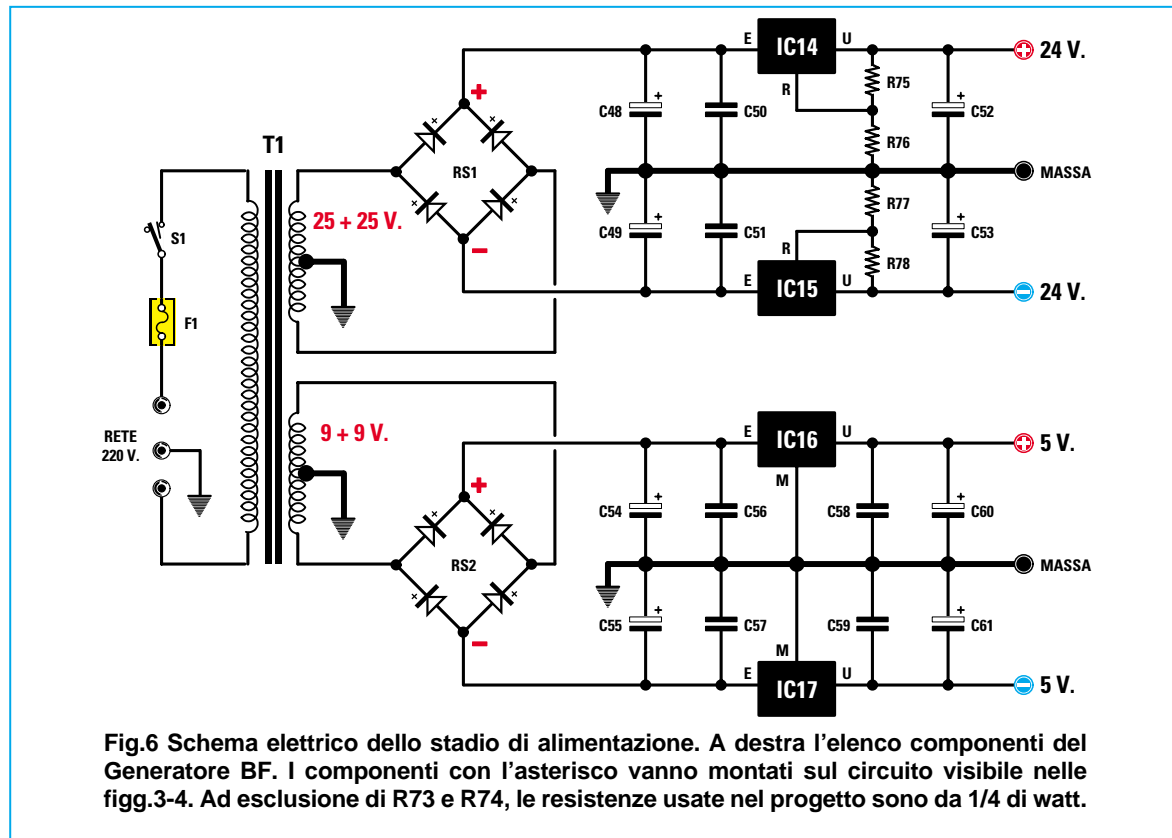 E IC14 U
24 V.
R
R75
R76
C48
C50
C52
T1
RS1
MASSA
25 + 25 V.
S1
C49
C51
R77
R78
C53
R
F1
E IC15 U
24 V.
RETE
220 V.
9 + 9 V.
E IC16 U
5 V.
M
C54
C56
C58
C60
RS2
MASSA
C55
C57
C59
C61
M
E IC17 U
5 V.
Fig.6 Schema elettrico dello stadio di alimentazione. A destra l'elenco componenti del
Generatore BF. I componenti con l'asterisco vanno montati sul circuito visibile nelle
figg.3-4. Ad esclusione di R73 e R74, le resistenze usate nel progetto sono da 1/4 di watt.